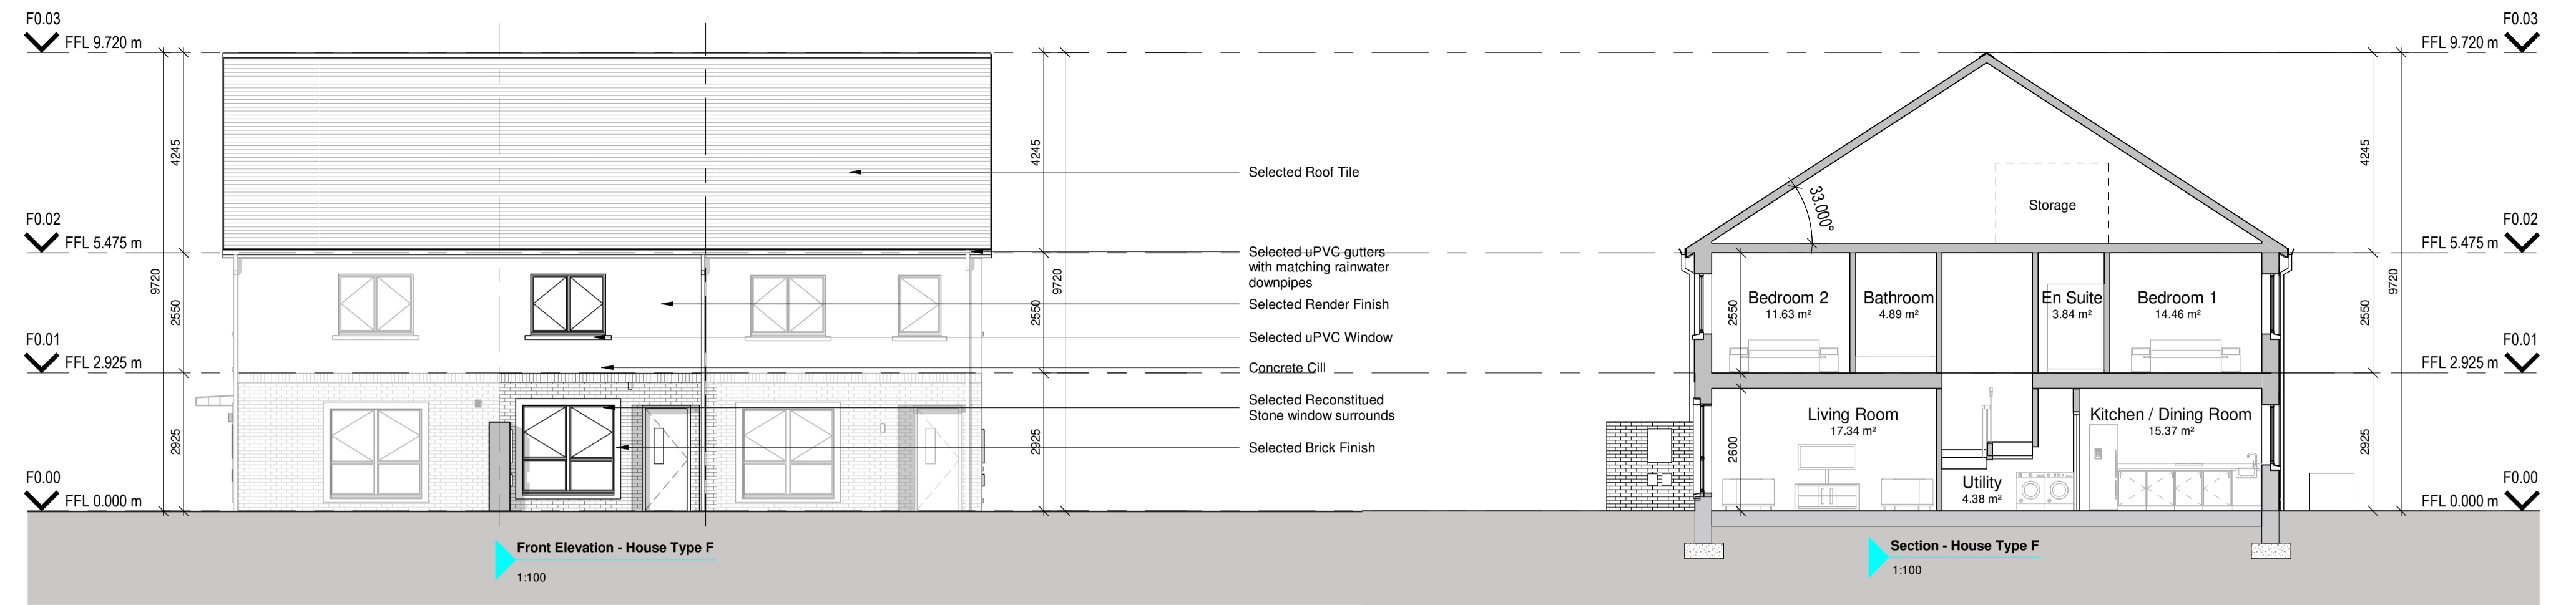 F0.03
FFL 9.720 m
F0.02
FFL 5.475 m
F0.01
FFL 2.925 m
F0.00
FFL 0.000 m
9720
4245
2550
2925
4245
2550
2925
9720
Selected Roof Tile
Selected uPVC gutters
with matching rainwater
downpipes
Selected Render Finish
Selected uPVC Window
Concrete Cill
Selected Reconstitued
Stone window surrounds
Selected Brick Finish
Front Elevation - House Type F
1:100
33.000°
Storage
2550
Bedroom 2
11.63 m²
Bathroom
4.89 m²
En Suite
3.84 m²
Bedroom 1
14.46 m²
2600
Living Room
17.34 m²
Utility
4.38 m²
Kitchen / Dining Room
15.37 m²
Section - House Type F
1:100
4245
2550
2925
9720
F0.03
FFL 9.720 m
F0.02
FFL 5.475 m
F0.01
FFL 2.925 m
F0.00
FFL 0.000 m